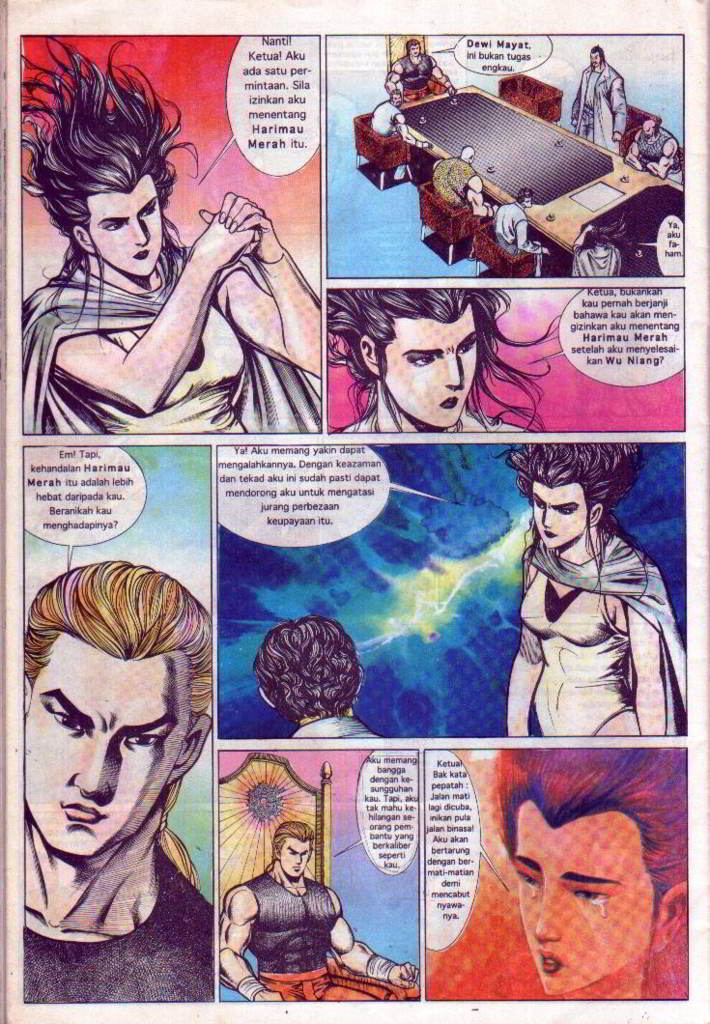 Nanti!
Ketua! Aku
ada satu per-
mintaan. Sila
izinkan aku
menentang
Harimau
Merah itu.
Dewi Mayat,
ini bukan tugas
engkau.
Ya,
aku
fa-
ham.
Ketua, bukankah
kau pernah berjanji
bahawa kau akan men-
gizinkan aku menentang
Harimau Merah
setelah aku menyelesai-
kan Wu Niang?
Em! Tapi,
kehandalan Harimau
Merah itu adalah lebih
hebat daripada kau.
Beranikah kau
menghadapinya?
Ya! Aku memang yakin dapat
mengalahkannya. Dengan keazaman
dan tekad aku ini sudah pasti dapat
mendorong aku untuk mengatasi
jurang perbezaan
keupayaan itu.
Aku memang
bangga
dengan ke-
sungguhan
kau. Tapi, aku
tak mahu ke-
hilangan se-
orang pem-
bantu yang
berkaliber
seperti
kau.
Ketua!
Bak kata
pepatah :
Jalan mati
lagi dicuba,
inikan pula
jalan binasa!
Aku akan
bertarung
dengan ber-
mati-matian
demi
mencabut
nyawa-
nya.